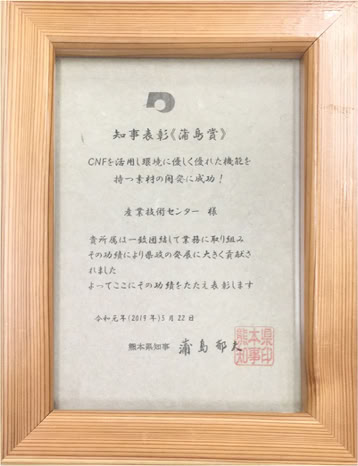 知事表彰《蒲島賞》
CNFを活用し環境に優しく優れた機能を
持つ素材の開発に成功！
産業技術センター 様
貴所属は一致団結して業務に取り組み
その功績により県政の発展に大きく貢献さ
れました
よってここにその功績をたたえ表彰します
令和元年(2019年)5月22日
熊本県知事 蒲島郁夫
熊本県知事印